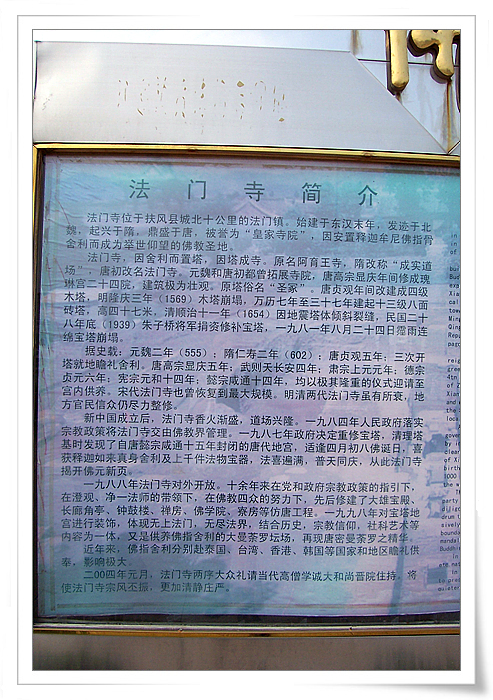 法门寺简介
法门寺位于扶风县城北十公里的法门镇。始建于东汉末年，发迹于北
魏，起兴于隋，鼎盛于唐，被誉为“皇家寺院”，因安置释迦牟尼佛指骨
舍利而成为举世仰望的佛教圣地。
法门寺，因舍利而置塔，因塔成寺。原名阿育王寺，隋改称“成实道
场”，唐初改名法门寺。元魏和唐初都曾拓展寺院，唐高宗显庆年间修成瑰
琳宫二十四院，建筑极为壮观。原塔俗名“圣冢”。唐贞观年间改建成四级
木塔，明隆庆三年（1569）木塔崩塌，万历七年至三十七年建起十三级八面
砖塔，高四十七米，清顺治十一年（1654）因地震塔体倾斜裂缝，民国二十
八年底（1939）朱子桥将军捐资修补宝塔，一九八一年八月二十四日霪雨连
绵宝塔崩塌。
据史载：元魏二年（555）；隋仁寿二年（602）；唐贞观五年：三次开
塔就地瞻礼舍利。唐高宗显庆五年；武则天长安四年；肃宗上元元年；德宗
贞元六年；宪宗元和十四年；懿宗咸通十四年，均以极其隆重的仪式迎请至
宫内供养。宋代法门寺也曾恢复到唐代最大规模。明清两代法门寺虽有所衰，地
方官民信众仍尽力整修。
新中国成立后，法门寺香火渐盛，道场兴隆。一九八四年人民政府落实
宗教政策将法门寺交由佛教界管理。一九八七年政府决定重修宝塔，清理塔
基时发现了自唐懿宗咸通十五年封闭的唐代地宫，适逢四月初八佛诞日，喜
获释迦如来真身舍利及上千件法物宝器，法喜遍满，普天同庆，从此法门寺
揭开佛元新页。
一九八八年法门寺对外开放。十余年来在党和政府宗教政策的指引下，
在澄观、净一法师的带领下，在佛教四众的努力下，先后修建了大雄宝殿、
长廊角亭、钟鼓楼、禅房、佛学院、寮房等仿唐工程。一九九八年对宝塔地
宫进行装饰，体现无上法门，无尽法界，结合历史，宗教信仰，社科艺术等
内容为一体，又是供养佛指舍利的大曼荼罗坛场，再现唐密曼荼罗之精华。
近年来，佛指舍利分别赴泰国、台湾、香港、韩国等国家和地区瞻礼供
奉，影响极大。
二00四年元月，法门寺两序大众礼请当代高僧学诚大和尚晋院住持，将
使法门寺宗风丕振，更加清静庄严。